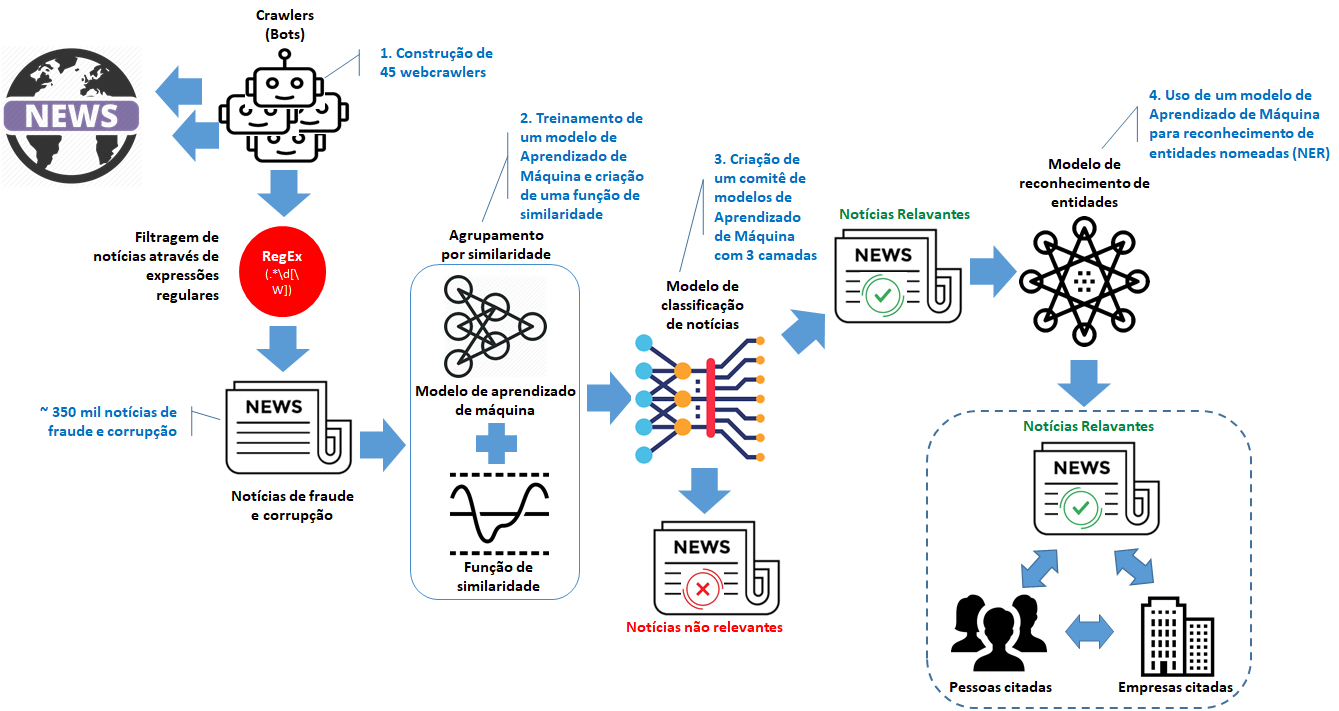 Crawlers
(Bots)
1. Construção de
45 webcrawlers
NEWS
Filtragem de
notícias através de
expressões
regulares
RegEx
(.*\d[\
W])
~ 350 mil notícias de
fraude e corrupção
NEWS
Notícias de fraude
e corrupção
2. Treinamento de
um modelo de
Aprendizado de
Máquina e criação
de uma função de
similaridade
Agrupamento
por similaridade
Modelo de aprendizado
de máquina
Função de
similaridade
3. Criação de
um comitê de
modelos de
Aprendizado
de Máquina
com 3 camadas
Modelo de
classificação
de notícias
NEWS
Notícias não relevantes
Notícias Relavantes
NEWS
4. Uso de um modelo de
Aprendizado de Máquina
para reconhecimento de
entidades nomeadas (NER)
Modelo de
reconhecimento de
entidades
Notícias Relavantes
NEWS
Pessoas citadas
Empresas citadas